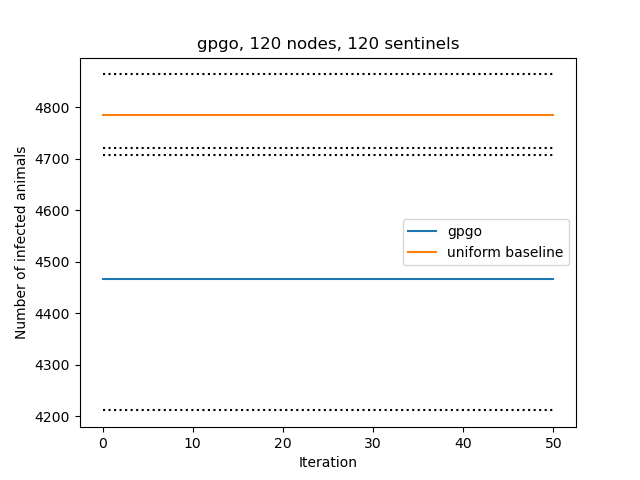 gpgo, 120 nodes, 120 sentinels
4800
4700
4600
4500
4400
4300
4200
Number of infected animals
gpgo
uniform baseline
0 10 20 30 40 50
Iteration